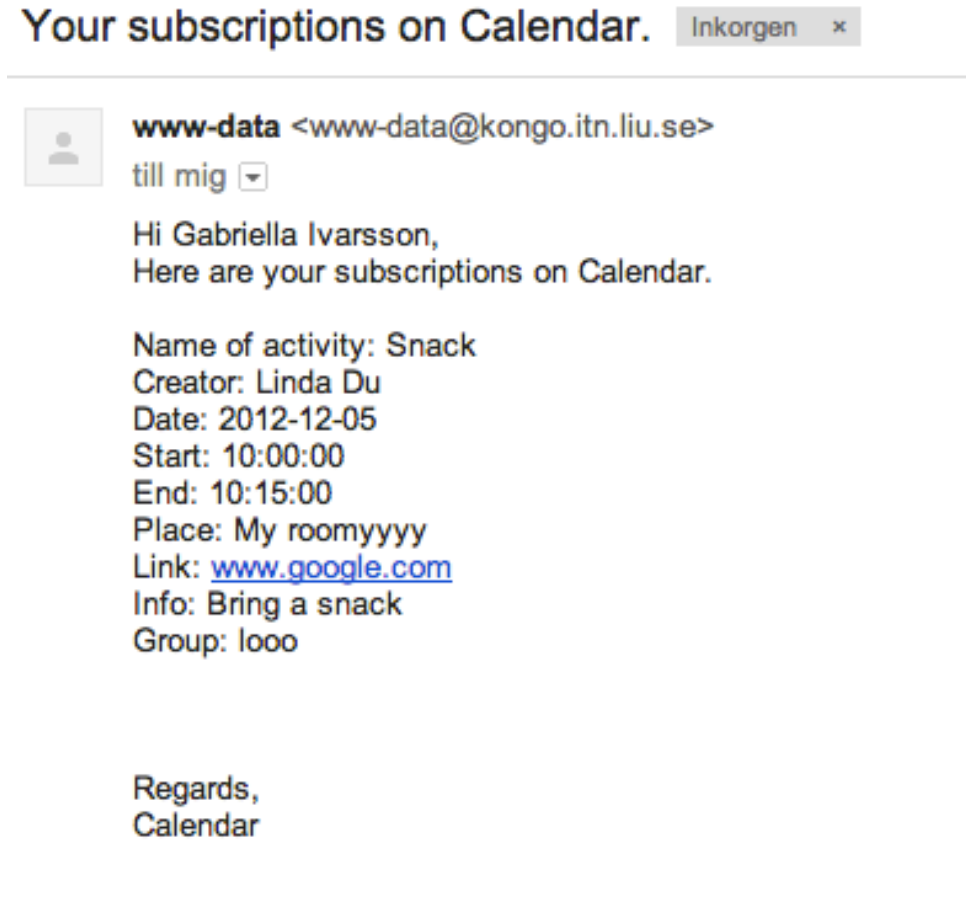 Your subscriptions on Calendar. Inkorgen ×
www-data <www-data@kongo.itn.liu.se>
till mig
Hi Gabriella Ivarsson,
Here are your subscriptions on Calendar.
Name of activity: Snack
Creator: Linda Du
Date: 2012-12-05
Start: 10:00:00
End: 10:15:00
Place: My roomyyyy
Link: www.google.com
Info: Bring a snack
Group: looo
Regards,
Calendar